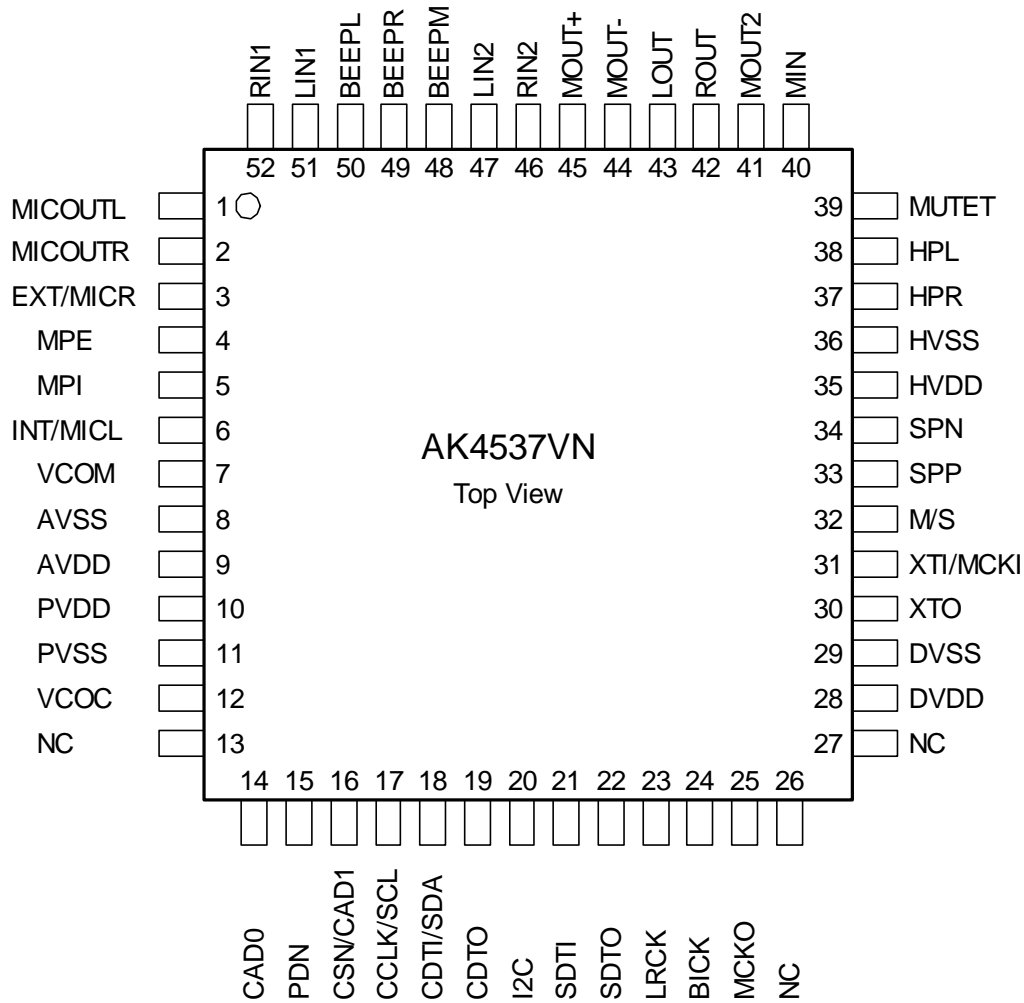 RIN1
LIN1
BEEPL
BEEPR
BEEPM
LIN2
RIN2
MOUT+
MOUT-
LOUT
ROUT
MOUT2
MIN
52 51 50 49 48 47 46 45 44 43 42 41 40
MICOUTL 1 39 MUTET
MICOUTR 2 38 HPL
EXT/MICR 3 37 HPR
MPE 4 36 HVSS
MPI 5 35 HVDD
INT/MICL 6 34 SPN
VCOM 7 33 SPP
AVSS 8 32 M/S
AVDD 9 31 XTI/MCKI
PVDD 10 30 XTO
PVSS 11 29 DVSS
VCOC 12 28 DVDD
NC 13 27 NC
AK4537VN
Top View
14 15 16 17 18 19 20 21 22 23 24 25 26
CAD0
PDN
CSN/CAD1
CCLK/SCL
CDTI/SDA
CDTO
I2C
SDTI
SDTO
LRCK
BICK
MCKO
NC